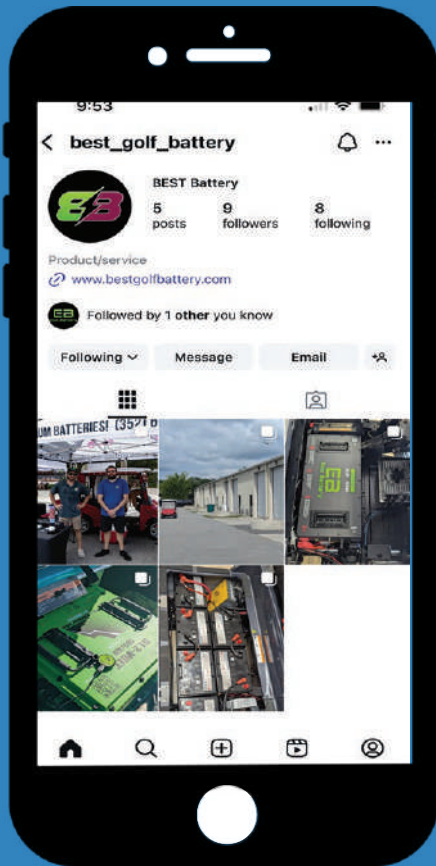 9:53
best_golf_battery
BEST Battery
5 9 8
posts followers following
Product/service
www.bestgolfbattery.com
Followed by 1 other you know
Following Message Email
UM BATTERIES! (352)
EB